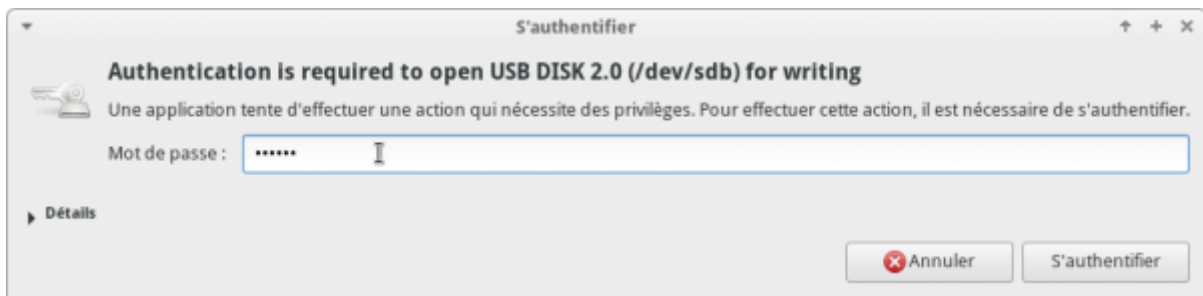 S'authentifier
Authentication is required to open USB DISK 2.0 (/dev/sdb) for writing
Une application tente d'effectuer une action qui nécessite des privilèges. Pour effectuer cette action, il est nécessaire de s'authentifier.
Mot de passe : ••••••
Détails
Annuler S'authentifier